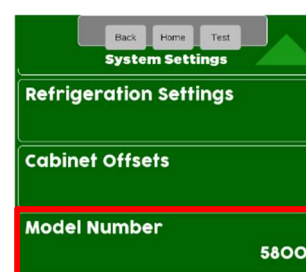 Back Home Test
System Settings
Refrigeration Settings
Cabinet Offsets
Model Number
5800